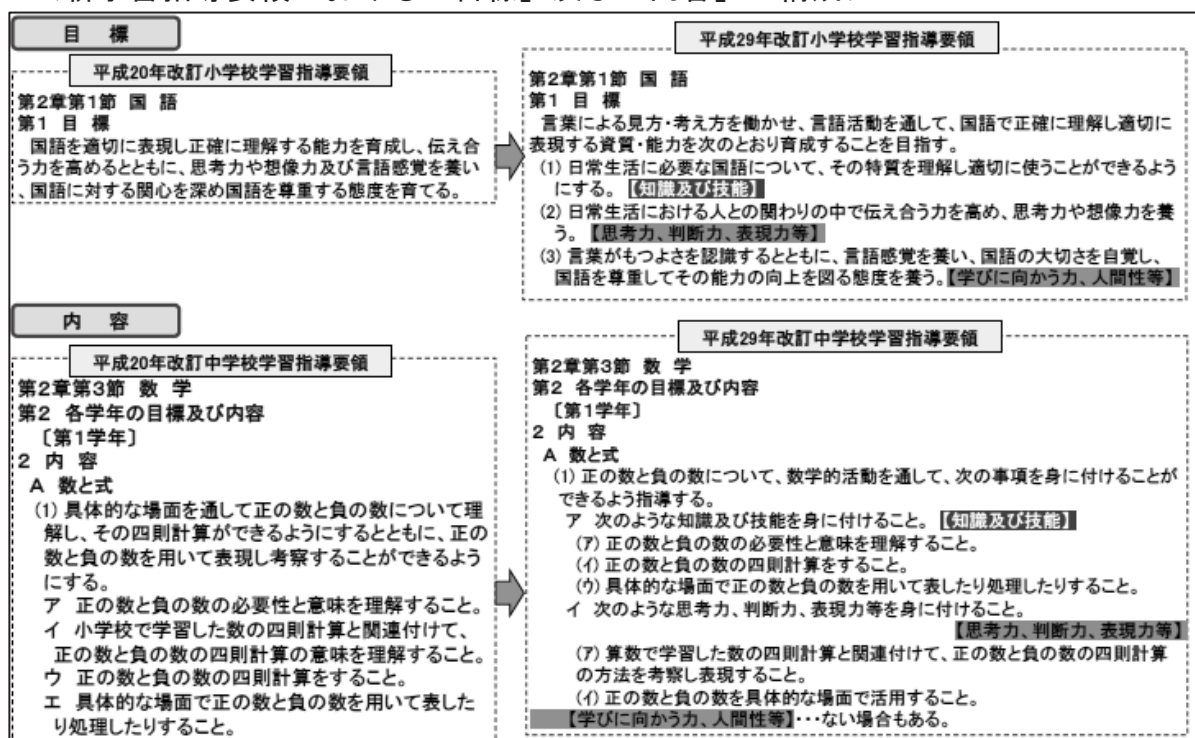 目 標
平成20年改訂小学校学習指導要領
第2章第1節 国 語
第1 目 標
国語を適切に表現し正確に理解する能力を育成し、伝え合
う力を高めるとともに、思考力や想像力及び言語感覚を養い
、国語に対する関心を深め国語を尊重する態度を育てる。
平成29年改訂小学校学習指導要領
第2章第1節 国 語
第1 目 標
言葉による見方・考え方を働かせ、言語活動を通して、国語で正確に理解し適切に
表現する資質・能力を次のとおり育成することを目指す。
(1) 日常生活に必要な国語について、その特質を理解し適切に使うことができるよう
にする。【知識及び技能】
(2) 日常生活における人との関わりの中で伝え合う力を高め、思考力や想像力を養
う。【思考力、判断力、表現力等】
(3) 言葉がもつよさを認識するとともに、言語感覚を養い、国語の大切さを自覚し、
国語を尊重してその能力の向上を図る態度を養う。【学びに向かう力、人間性等】
内 容
平成20年改訂中学校学習指導要領
第2章第3節 数 学
第2 各学年の目標及び内容
〔第1学年〕
2 内 容
A 数と式
(1) 具体的な場面を通して正の数と負の数について理
解し、その四則計算ができるようにするとともに、正の
数と負の数を用いて表現し考察することができるよう
にする。
ア 正の数と負の数の必要性と意味を理解すること。
イ 小学校で学習した数の四則計算と関連付けて、
正の数と負の数の四則計算の意味を理解すること。
ウ 正の数と負の数の四則計算をすること。
エ 具体的な場面で正の数と負の数を用いて表した
り処理したりすること。
平成29年改訂中学校学習指導要領
第2章第3節 数 学
第2 各学年の目標及び内容
〔第1学年〕
2 内 容
A 数と式
(1) 正の数と負の数について、数学的活動を通して、次の事項を身に付けることが
できるよう指導する。
ア 次のような知識及び技能を身に付けること。【知識及び技能】
(ア) 正の数と負の数の必要性と意味を理解すること。
(イ) 正の数と負の数の四則計算をすること。
(ウ) 具体的な場面で正の数と負の数を用いて表したり処理したりすること。
イ 次のような思考力、判断力、表現力等を身に付けること。
【思考力、判断力、表現力等】
(ア) 算数で学習した数の四則計算と関連付けて、正の数と負の数の四則計算
の方法を考察し表現すること。
(イ) 正の数と負の数を具体的な場面で活用すること。
【学びに向かう力、人間性等】・・・ない場合もある。